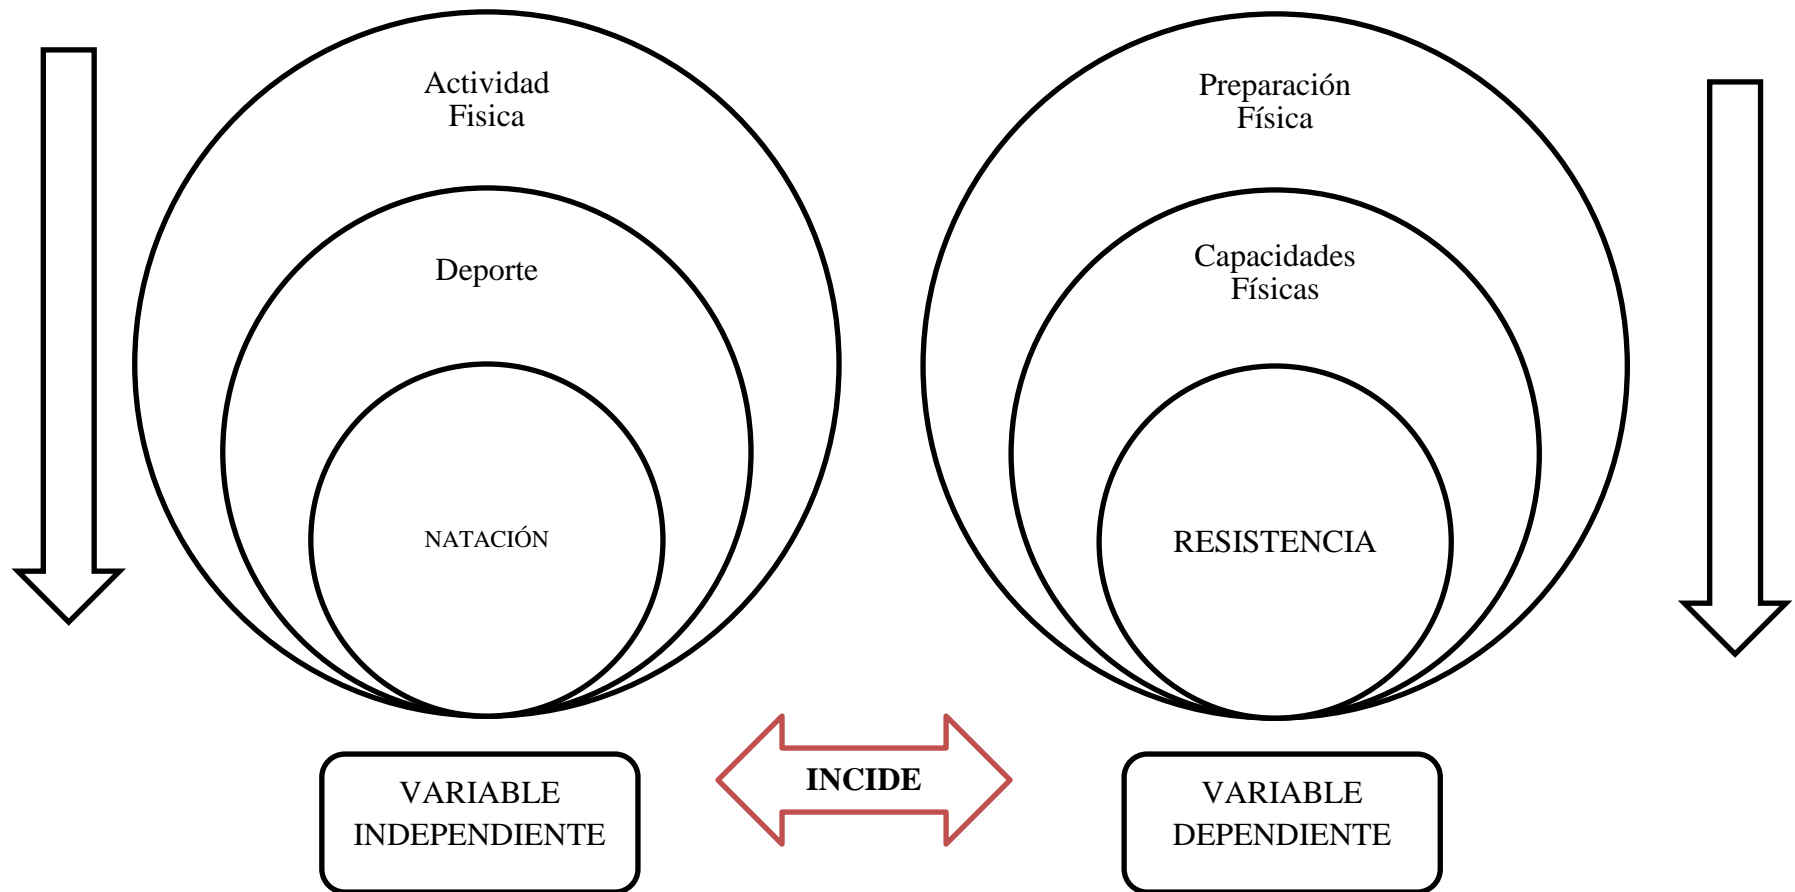 Actividad
Fisica
Deporte
NATACIÓN
Preparación
Física
Capacidades
Físicas
RESISTENCIA
VARIABLE
INDEPENDIENTE
INCIDE
VARIABLE
DEPENDIENTE